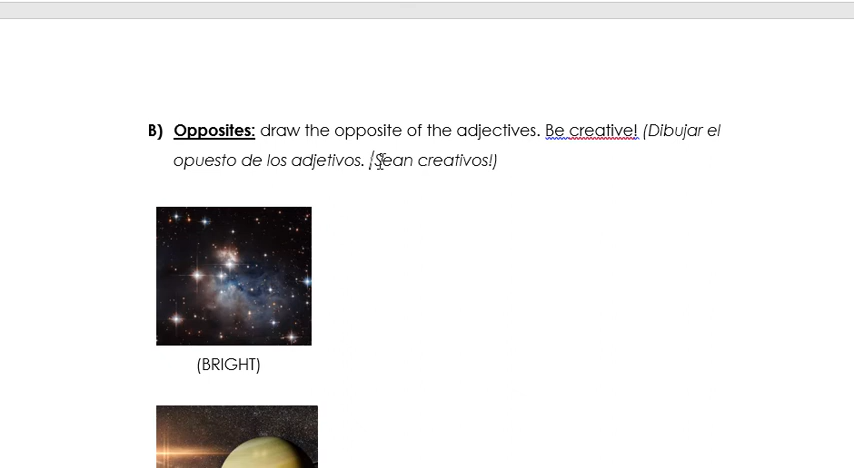 B) Opposites: draw the opposite of the adjectives. Be creative! (Dibujar el
opuesto de los adjetivos. ¡Sean creativos!)
(BRIGHT)